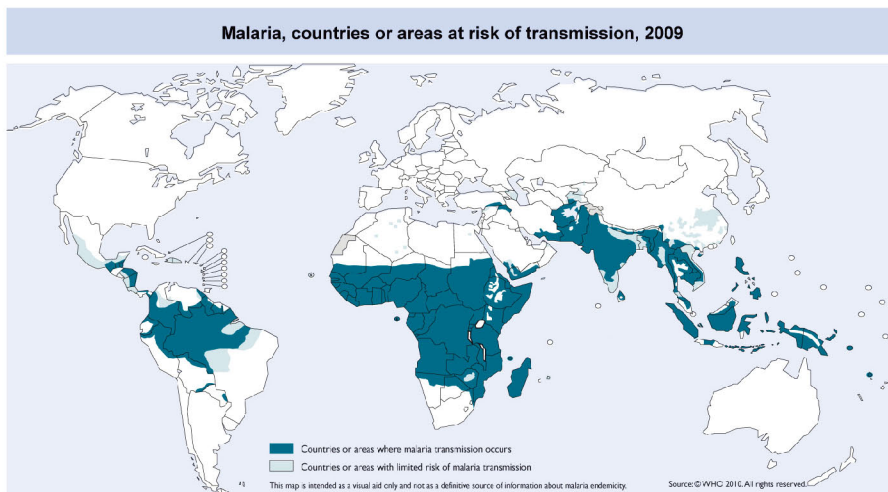 Malaria, countries or areas at risk of transmission, 2009
Countries or areas where malaria transmission occurs
Countries or areas with limited risk of malaria transmission
This map is intended as a visual aid only and not as a definitive source of information about malaria endemicity.
Source: © WHO 2010. All rights reserved.